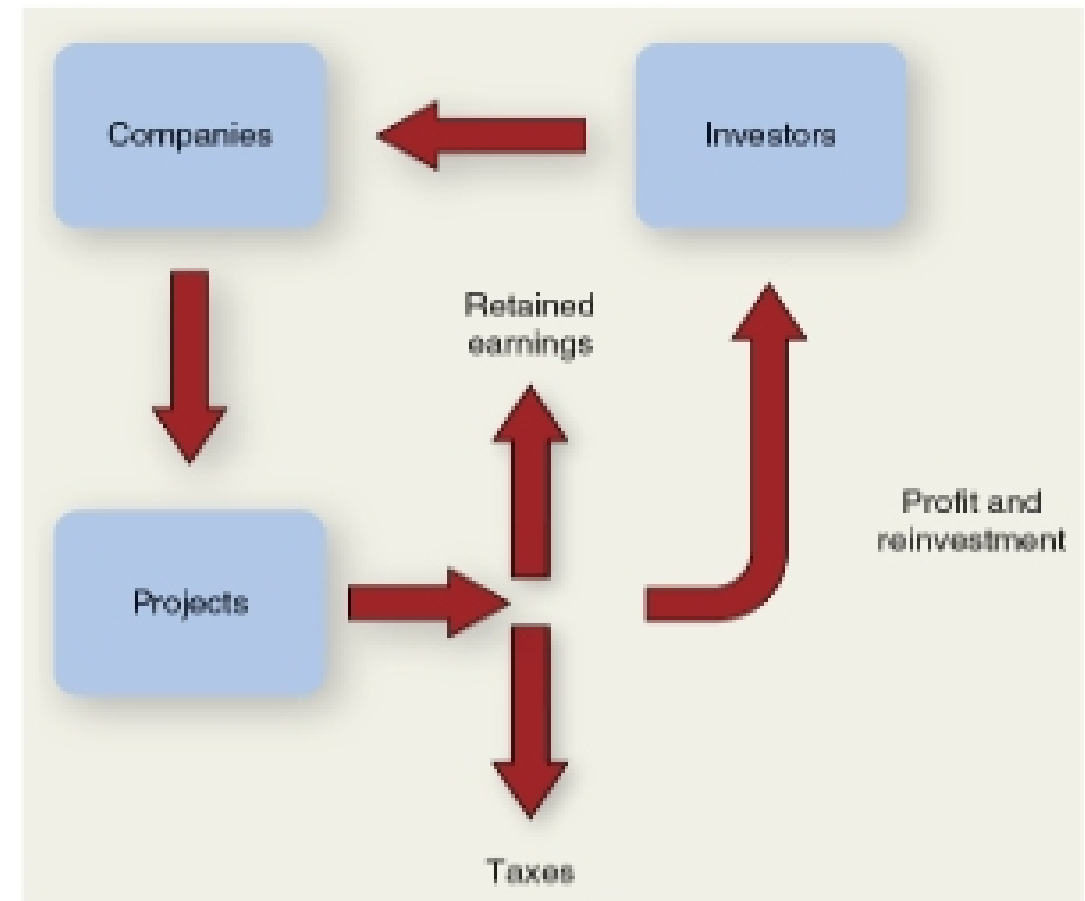 Companies
Investors
Retained
earnings
Profit and
reinvestment
Projects
Taxes